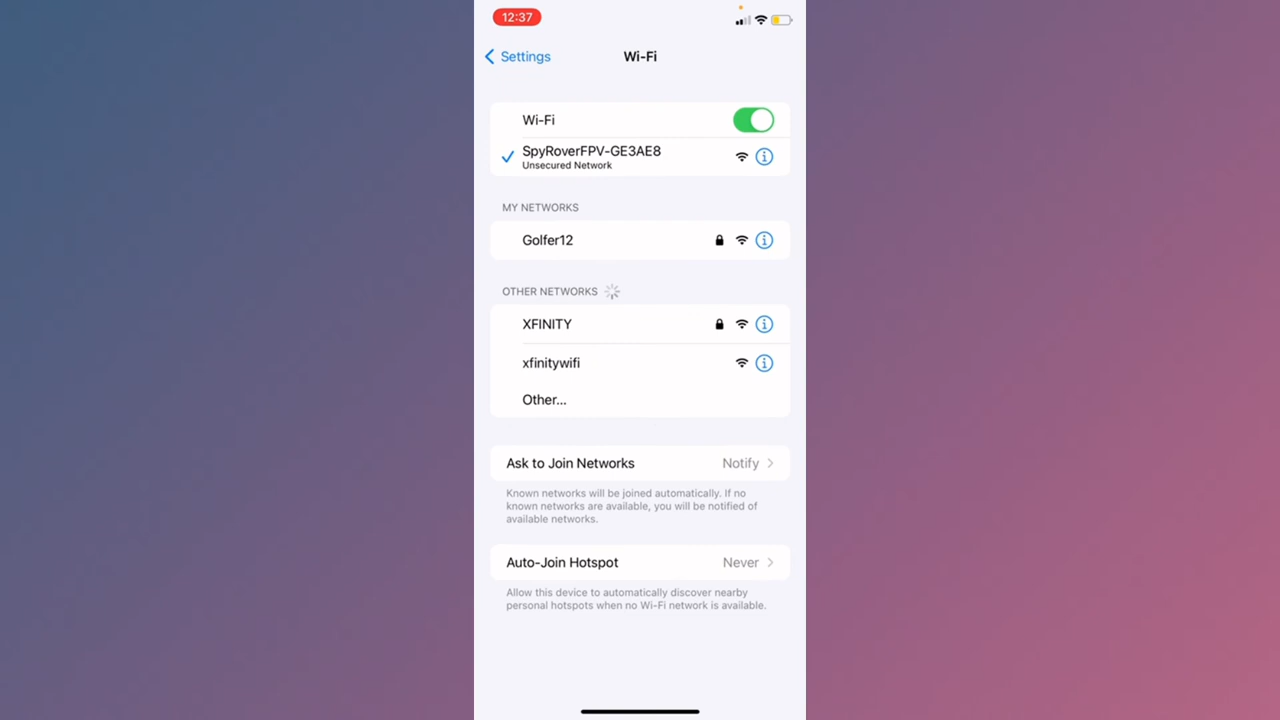 12:37
Settings
Wi-Fi
Wi-Fi
SpyRoverFPV-GE3AE8
Unsecured Network
MY NETWORKS
Golfer12
OTHER NETWORKS
XFINITY
xfinitywifi
Other...
Ask to Join Networks Notify
Known networks will be joined automatically. If no
known networks are available, you will be notified of
available networks.
Auto-Join Hotspot Never
Allow this device to automatically discover nearby
personal hotspots when no Wi-Fi network is available.